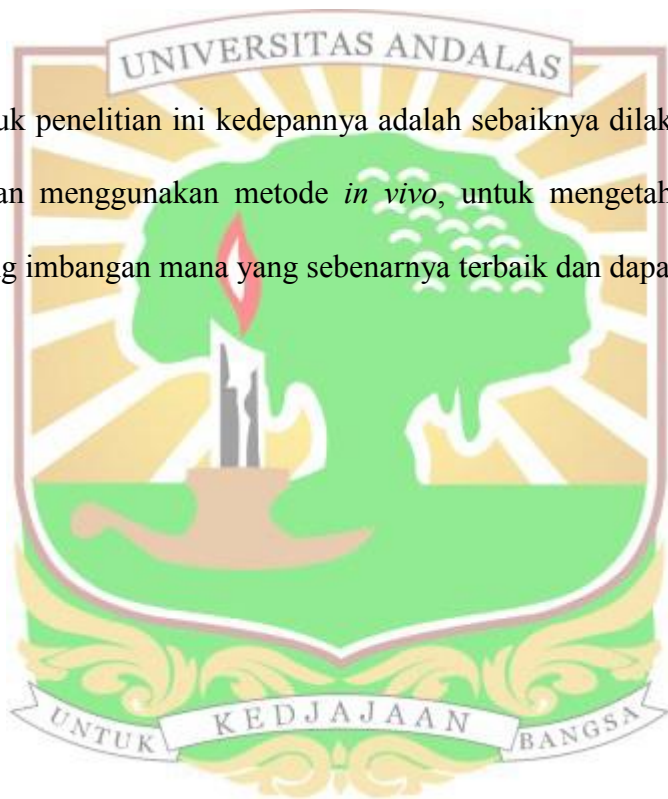 UNIVERSITAS ANDALAS
uk penelitian ini kedepannya adalah sebaiknya dilak
an menggunakan metode in vivo, untuk mengetah
g imbangan mana yang sebenarnya terbaik dan dapa
UNTUK KEDJAJAAN BANGSA